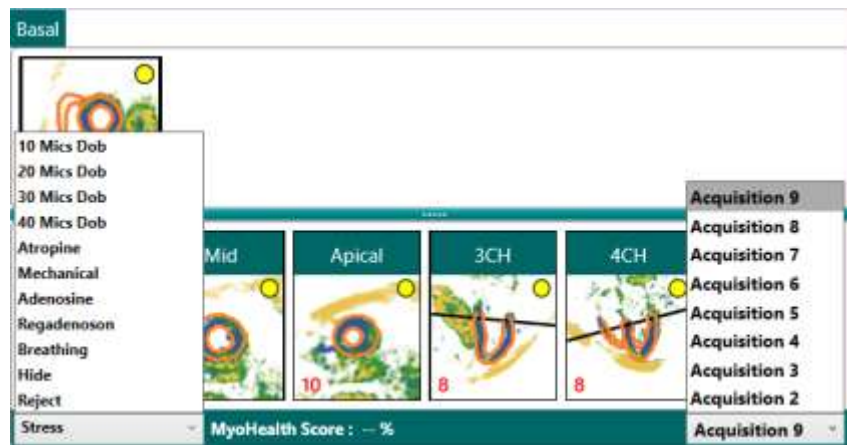 Basal
10 Mics Dob
20 Mics Dob
30 Mics Dob
40 Mics Dob
Atropine
Mechanical
Adenosine
Regadenoson
Breathing
Hide
Reject
Stress
Mid
Apical
3CH
4CH
10
8
8
MyoHealth Score : -- %
Acquisition 9
Acquisition 8
Acquisition 7
Acquisition 6
Acquisition 5
Acquisition 4
Acquisition 3
Acquisition 2
Acquisition 9